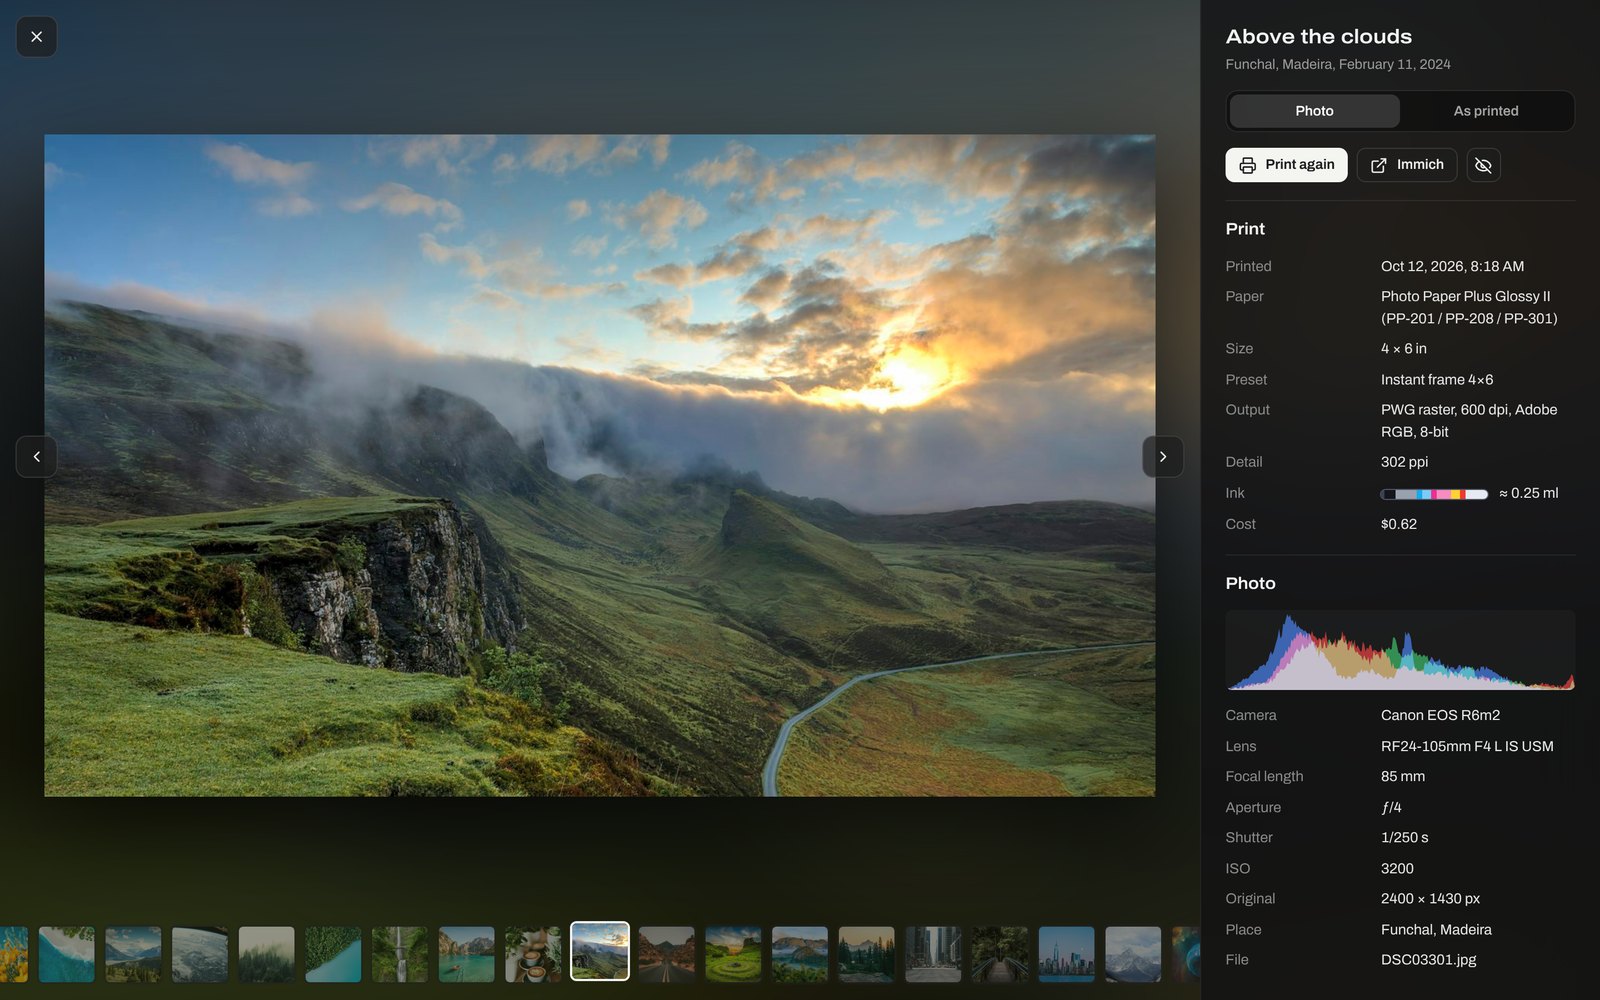 Above the clouds
Funchal, Madeira, February 11, 2024
Photo
As printed
Print again
Immich
Print
Printed
Oct 12, 2026, 8:18 AM
Paper
Photo Paper Plus Glossy II
(PP-201 / PP-208 / PP-301)
Size
4 × 6 in
Preset
Instant frame 4×6
Output
PWG raster, 600 dpi, Adobe
RGB, 8-bit
Detail
302 ppi
Ink
≈ 0.25 ml
Cost
$0.62
Photo
Camera
Canon EOS R6m2
Lens
RF24-105mm F4 L IS USM
Focal length
85 mm
Aperture
ƒ/4
Shutter
1/250 s
ISO
3200
Original
2400 × 1430 px
Place
Funchal, Madeira
File
DSC03301.jpg